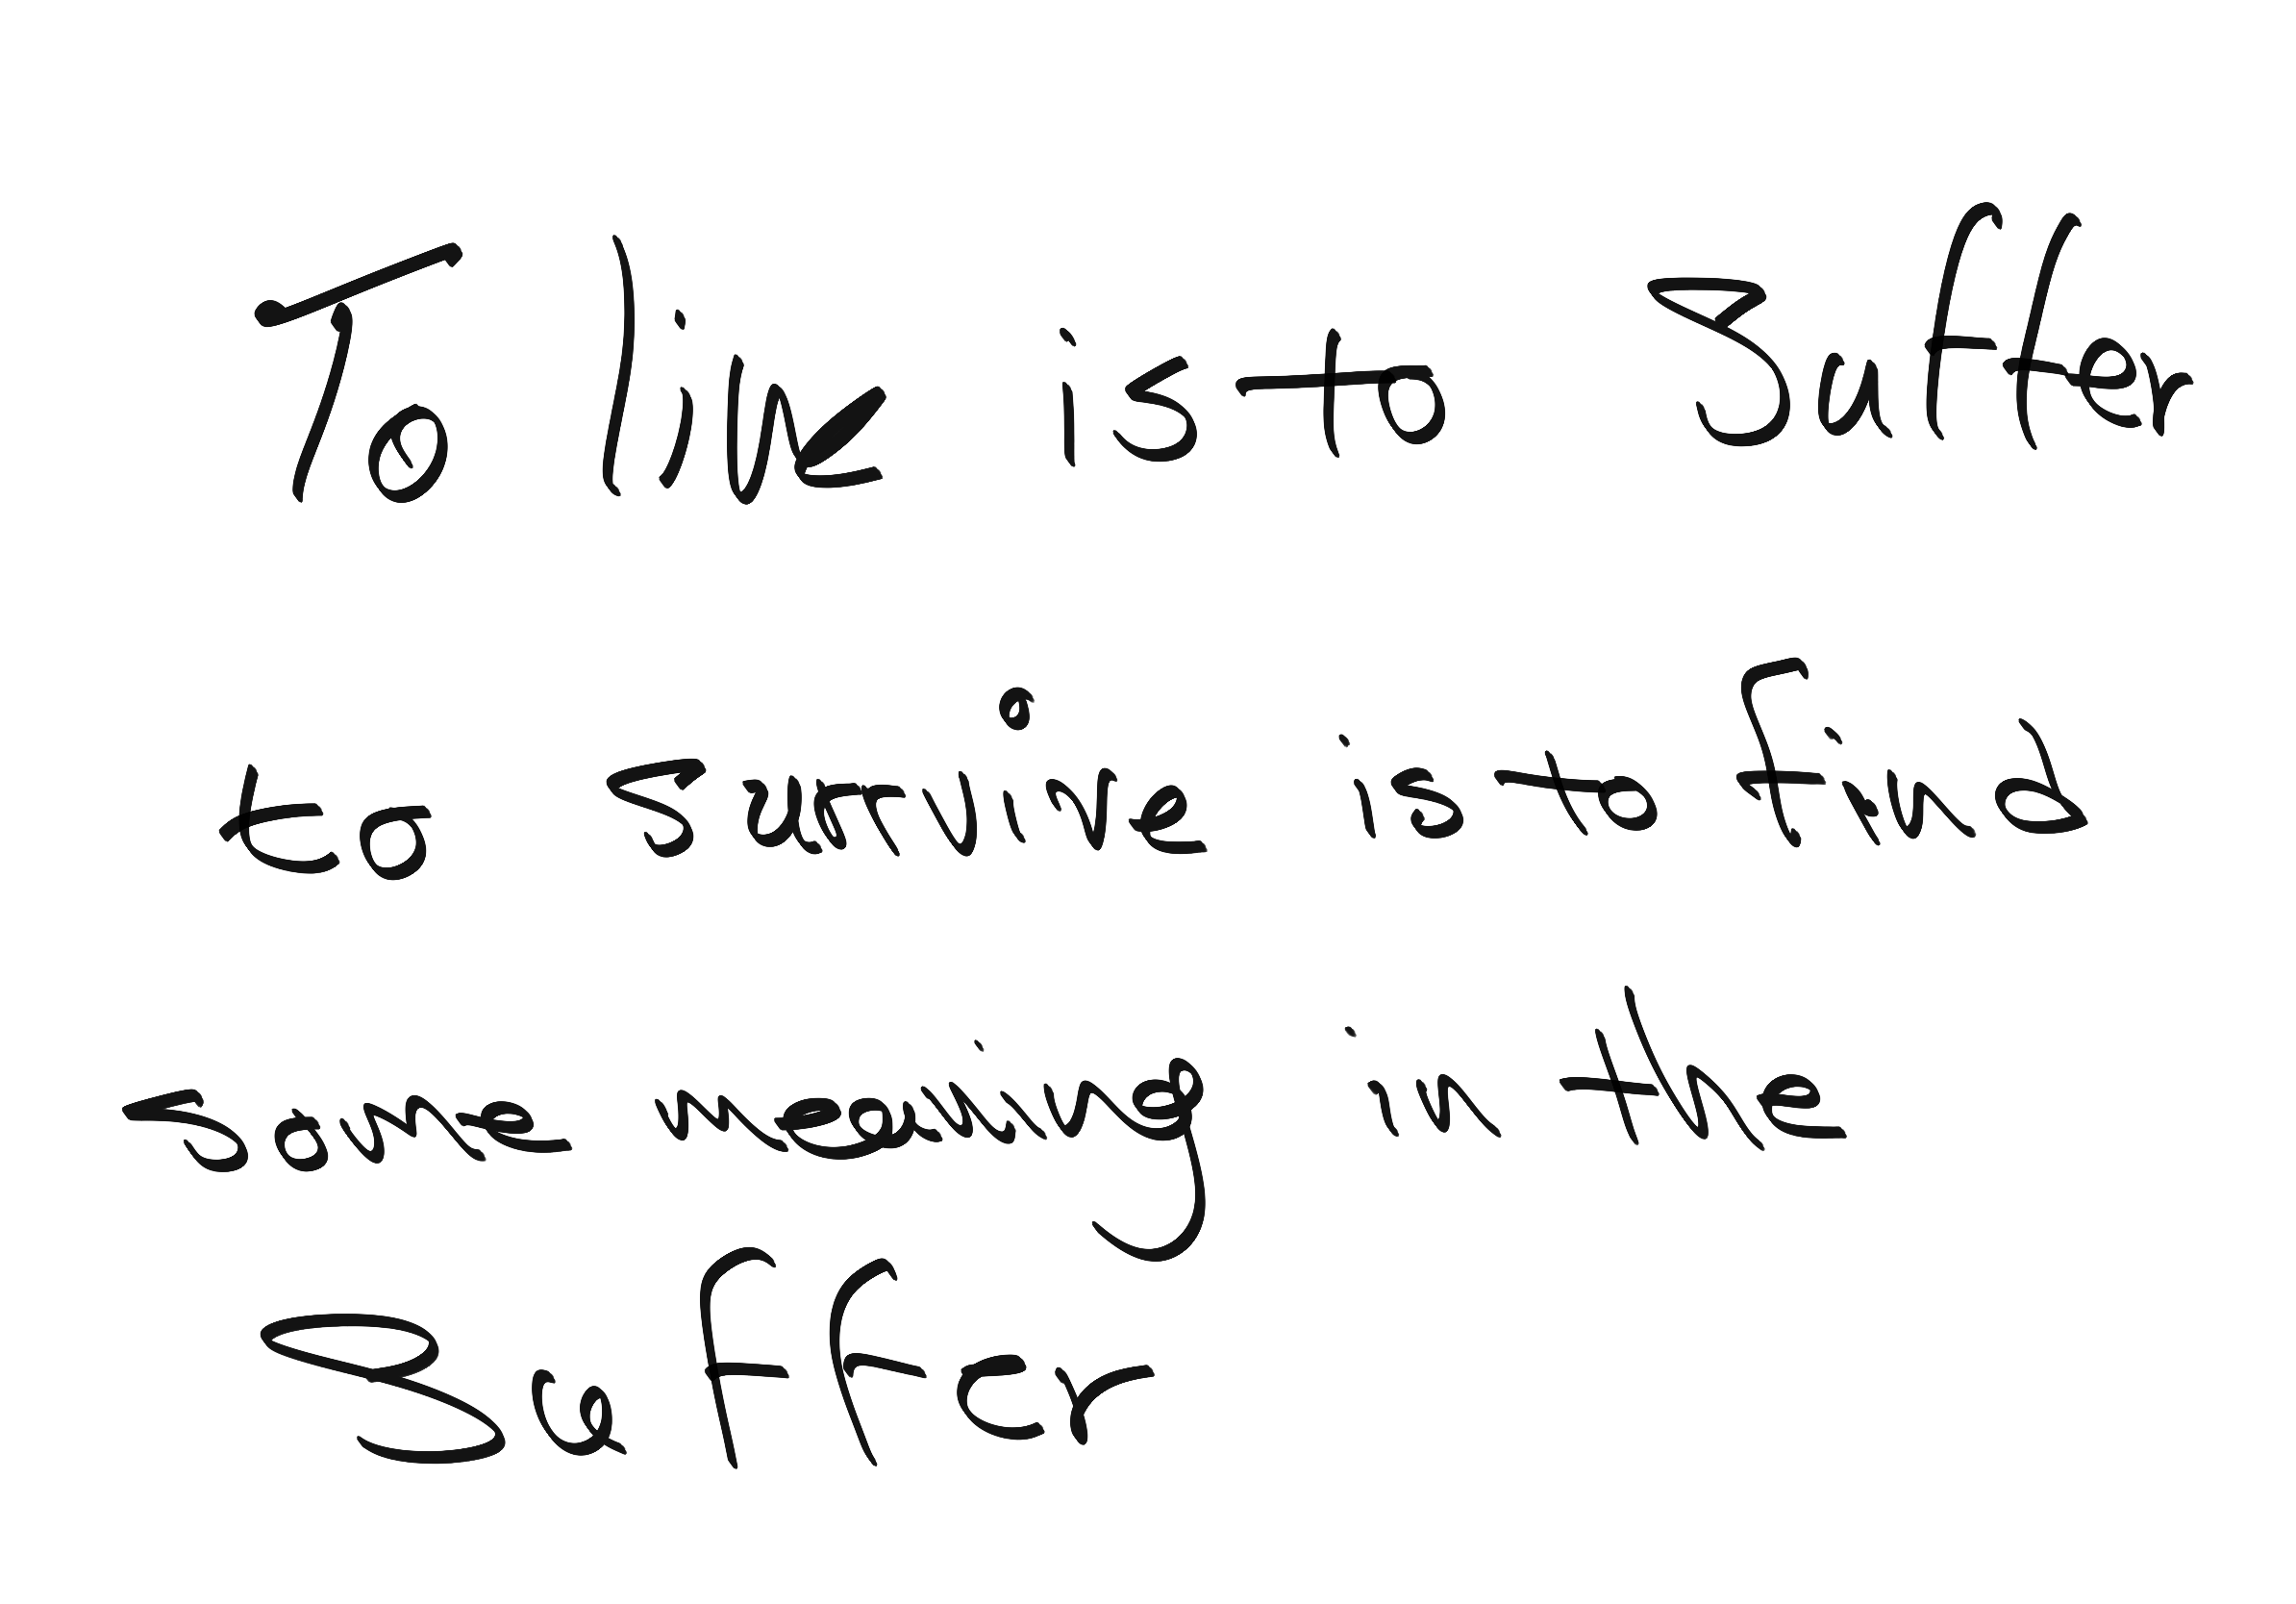 To live is to Suffer
to survive is to find
some meaning in the
Suffer